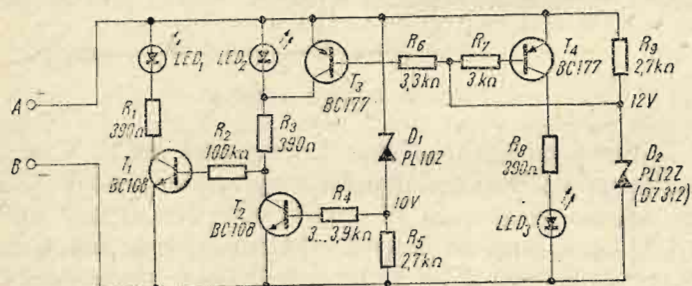 LED₁
LED₂
T₃
BC177
R₆
3,3kΩ
R₇
3kΩ
T₄
BC177
R₉
2,7kΩ
12V
A
R₁
390Ω
R₂
100kΩ
R₃
390Ω
D₁
PL10Z
R₈
390Ω
D₂
PL12Z
(DZ312)
B
T₁
BC108
T₂
BC108
R₄
3...3,9kΩ
10V
R₅
2,7kΩ
LED₃